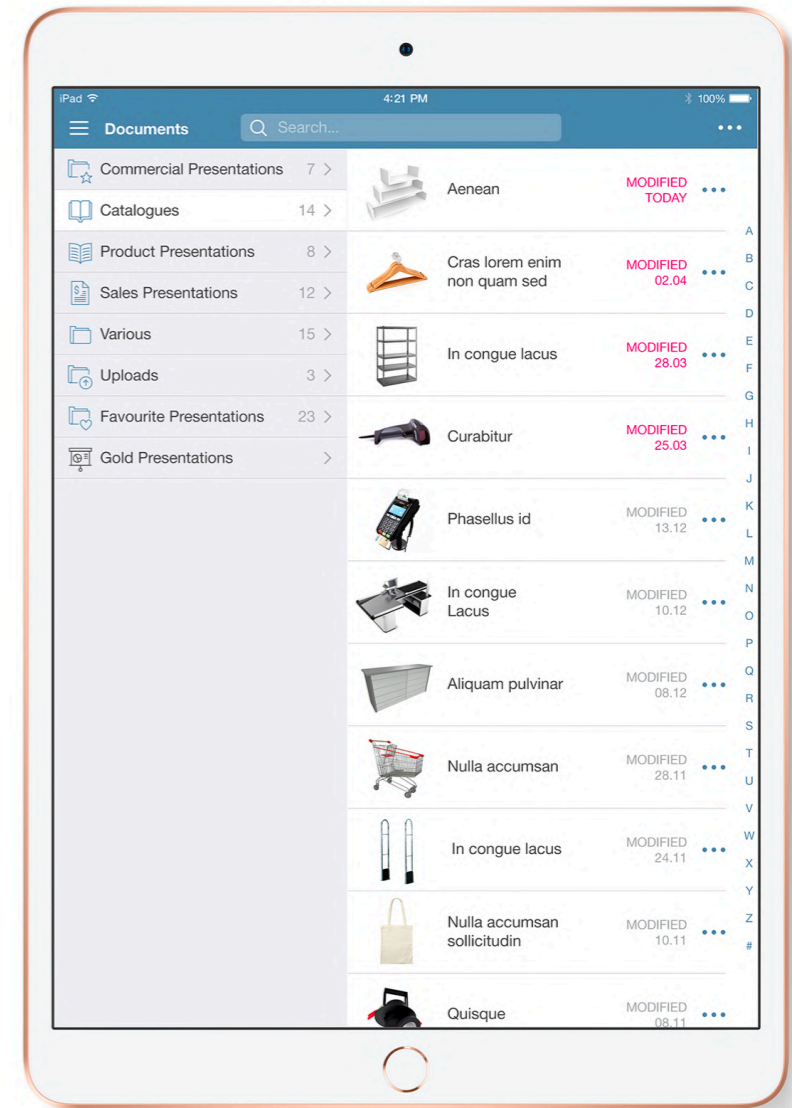 iPad 4:21 PM 100%
Documents Search...
Commercial Presentations 7
Catalogues 14
Product Presentations 8
Sales Presentations 12
Various 15
Uploads 3
Favourite Presentations 23
Gold Presentations
Aenean
MODIFIED
TODAY
Cras lorem enim
non quam sed
MODIFIED
02.04
In congue lacus
MODIFIED
28.03
Curabitur
MODIFIED
25.03
Phasellus id
MODIFIED
13.12
In congue
Lacus
MODIFIED
10.12
Aliquam pulvinar
MODIFIED
08.12
Nulla accumsan
MODIFIED
28.11
In congue lacus
MODIFIED
24.11
Nulla accumsan
sollicitudin
MODIFIED
10.11
Quisque
MODIFIED
08.11
A
B
C
D
E
F
G
H
I
J
K
L
M
N
O
P
Q
R
S
T
U
V
W
X
Y
Z
#